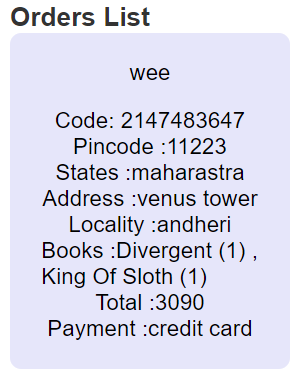 Orders List
wee
Code: 2147483647
Pincode :11223
States :maharastra
Address :venus tower
Locality :andheri
Books :Divergent (1) ,
King Of Sloth (1)
Total :3090
Payment :credit card